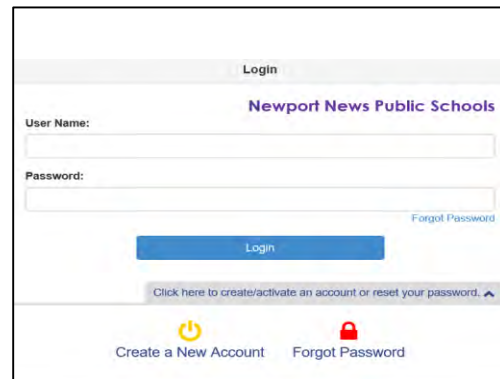 Login
Newport News Public Schools
User Name:
Password:
Forgot Password
Login
Click here to create/activate an account or reset your password.
Create a New Account Forgot Password